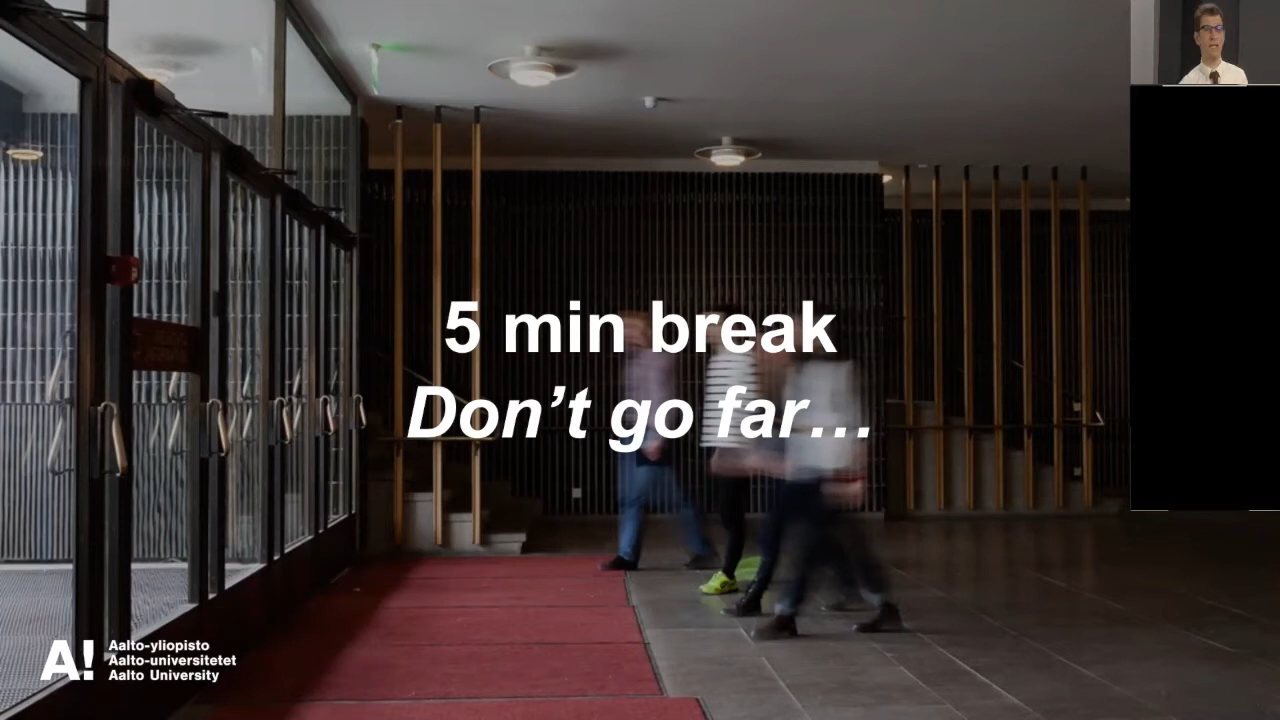 5 min break
Don’t go far…
A!
Aalto-yliopisto
Aalto-universitetet
Aalto University